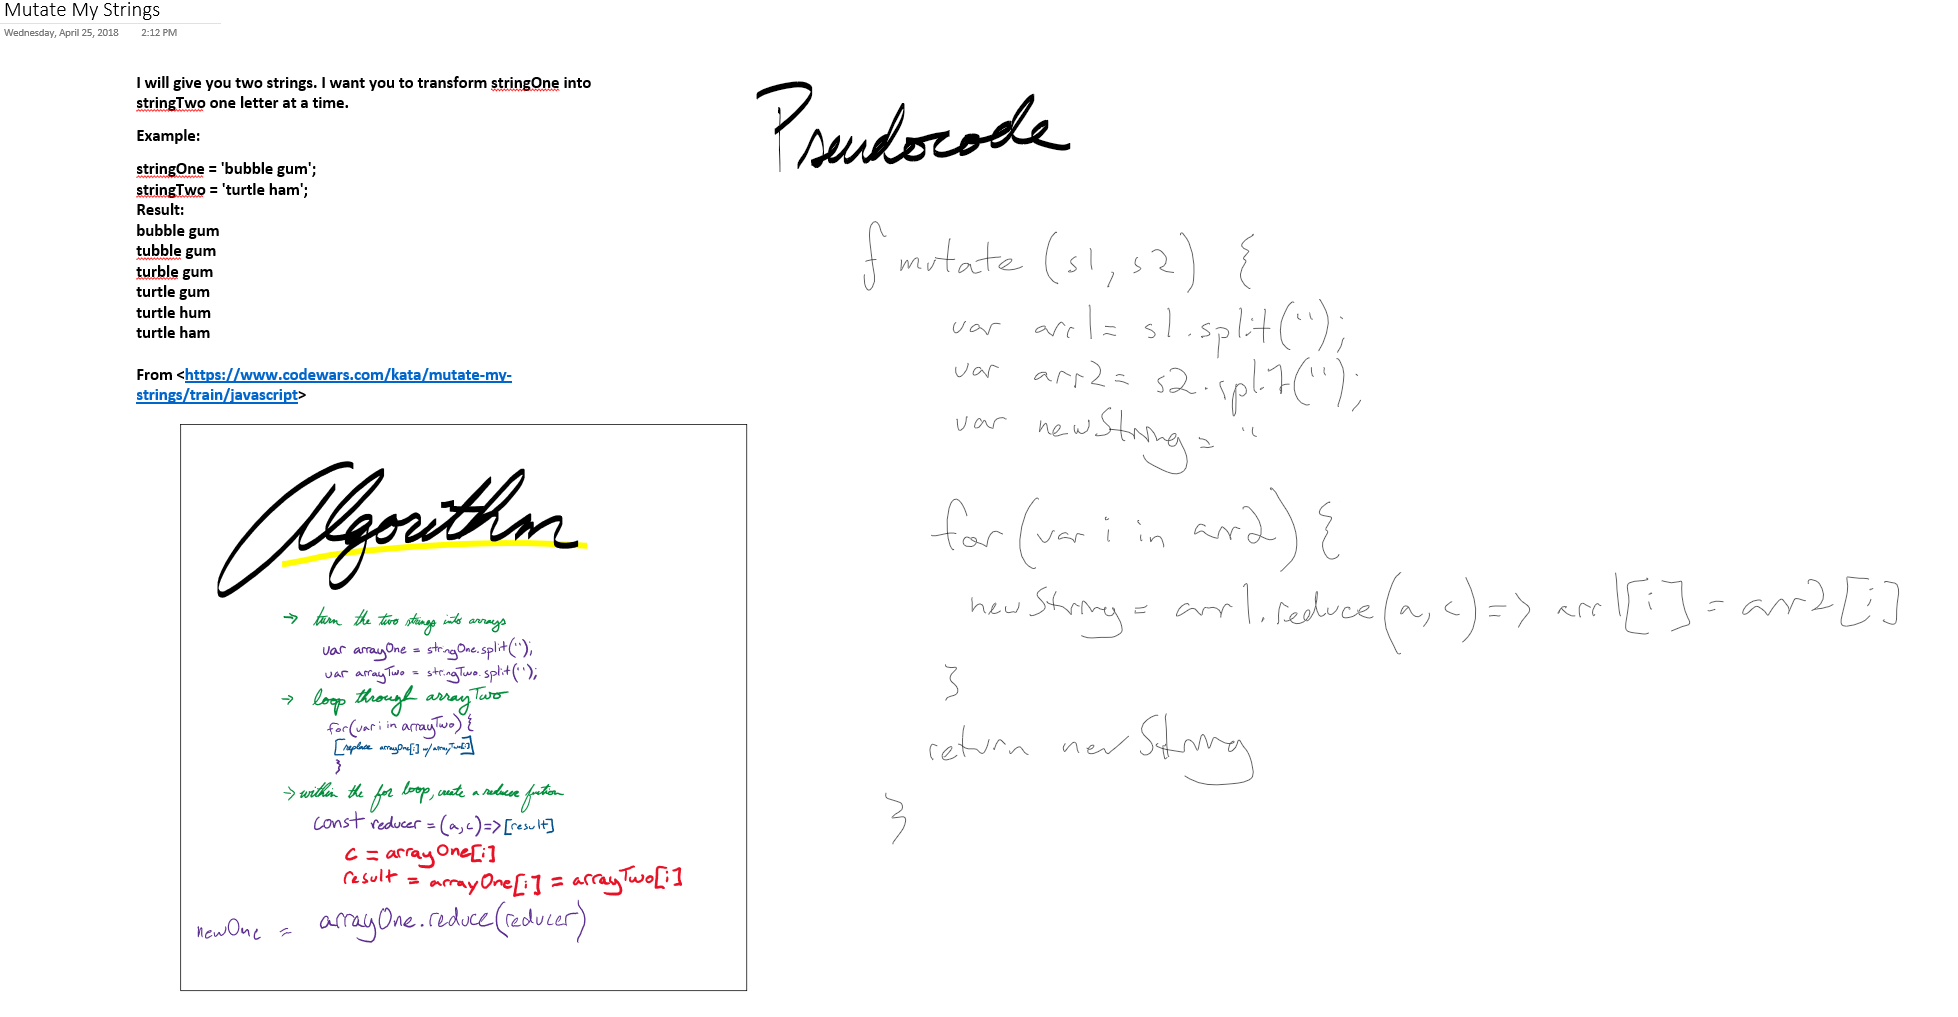 Mutate My Strings
Wednesday, April 25, 2018 2:12 PM
I will give you two strings. I want you to transform stringOne into
stringTwo one letter at a time.
Example:
stringOne = 'bubble gum';
stringTwo = 'turtle ham';
Result:
bubble gum
tubble gum
turble gum
turtle gum
turtle hum
turtle ham
From <https://www.codewars.com/kata/mutate-my-
strings/train/javascript>
Algorithm
→ turn the two strings into arrays
var arrayOne = stringOne.split('');
var arrayTwo = stringTwo.split('');
→ loop through arrayTwo
for(var i in arrayTwo) {
[replace arrayOne[i] w/ arrayTwo[i]]
}
→ within the for loop, create a reducer function
const reducer = (a,c) => [result]
c = arrayOne[i]
result = arrayOne[i] = arrayTwo[i]
newOne = arrayOne.reduce(reducer)
Pseudocode
f mutate (s1, s2) {
var arr1 = s1.split('');
var arr2 = s2.split('');
var newString = ''
for (var i in arr2) {
newString = arr1.reduce(a,c) => arr1[i] = arr2[i]
}
return newString
}